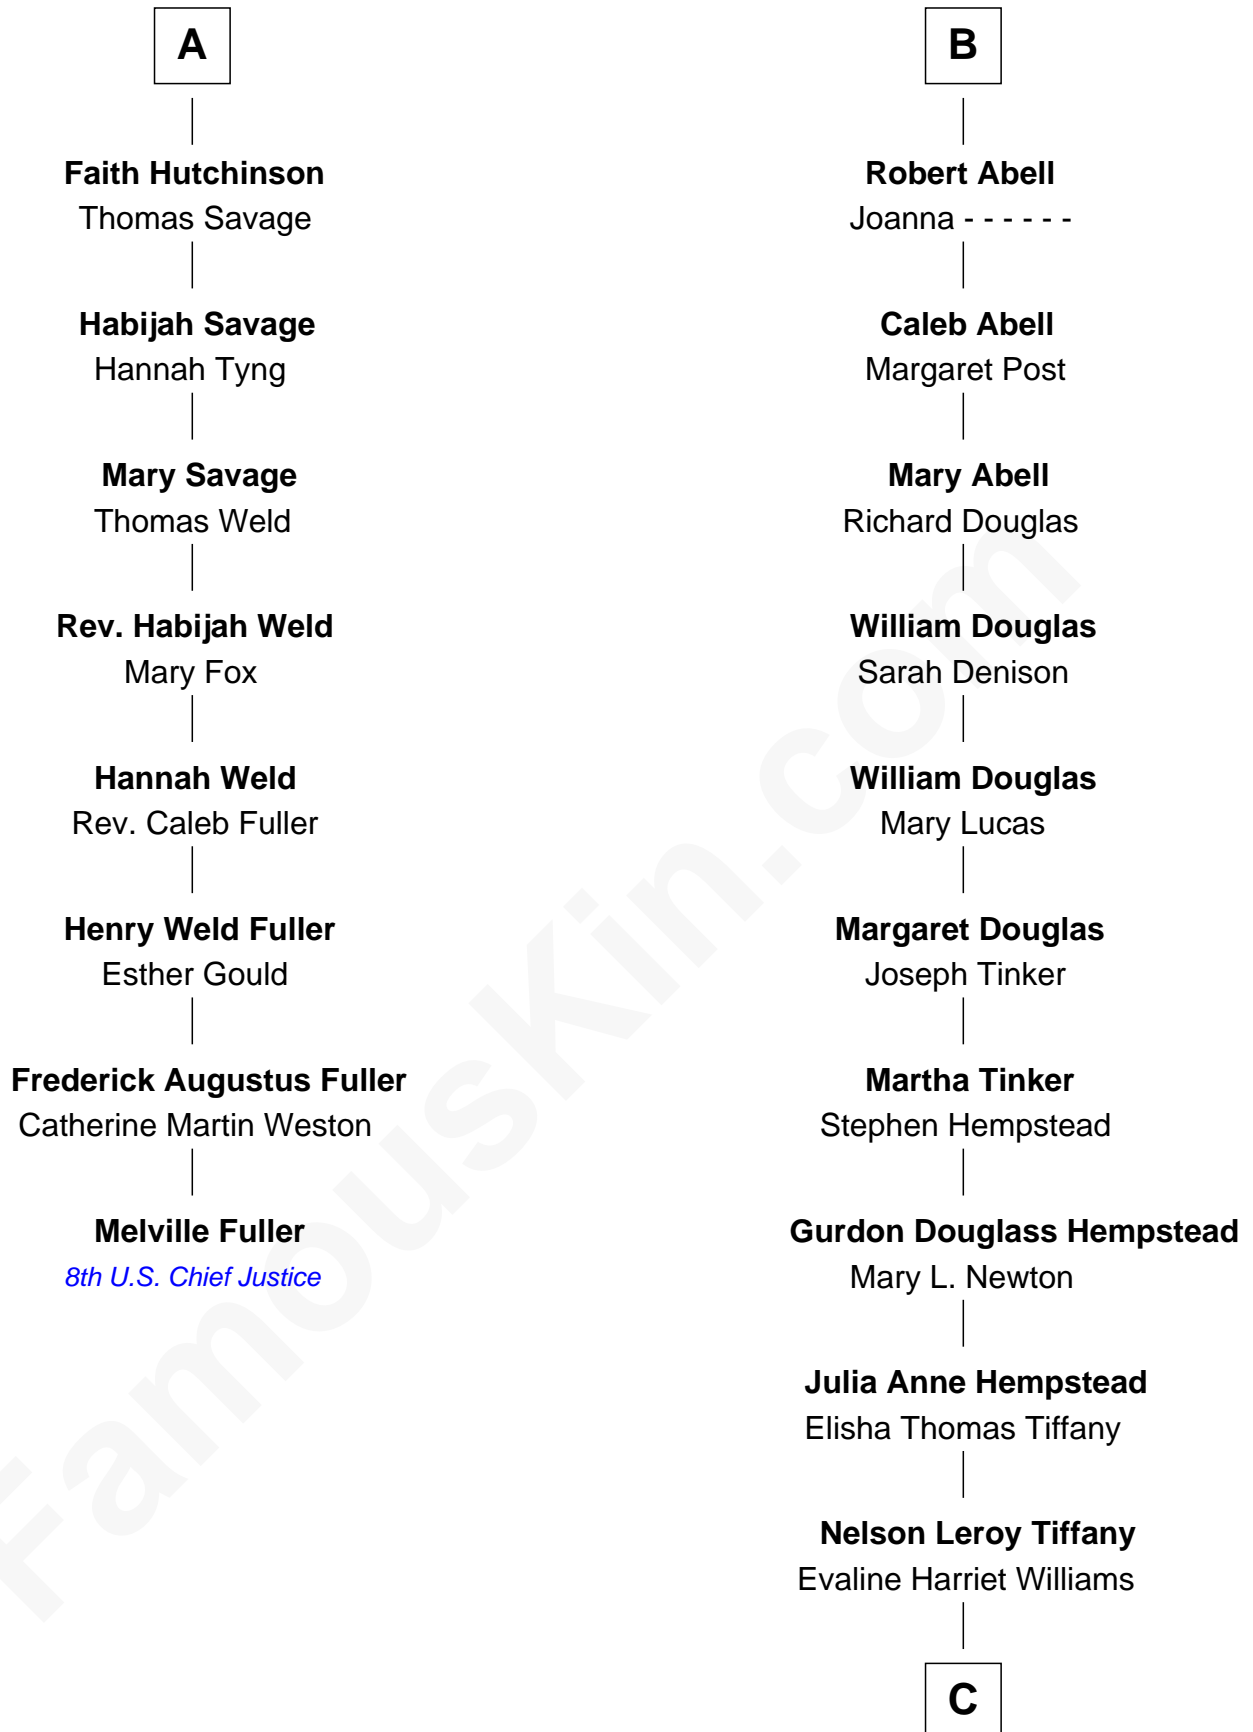 A
Faith Hutchinson
Thomas Savage
Habijah Savage
Hannah Tyng
Mary Savage
Thomas Weld
Rev. Habijah Weld
Mary Fox
Hannah Weld
Rev. Caleb Fuller
Henry Weld Fuller
Esther Gould
Frederick Augustus Fuller
Catherine Martin Weston
Melville Fuller
8th U.S. Chief Justice
B
Robert Abell
Joanna - - - - - -
Caleb Abell
Margaret Post
Mary Abell
Richard Douglas
William Douglas
Sarah Denison
William Douglas
Mary Lucas
Margaret Douglas
Joseph Tinker
Martha Tinker
Stephen Hempstead
Gurdon Douglass Hempstead
Mary L. Newton
Julia Anne Hempstead
Elisha Thomas Tiffany
Nelson Leroy Tiffany
Evaline Harriet Williams
C
FamousKin.com